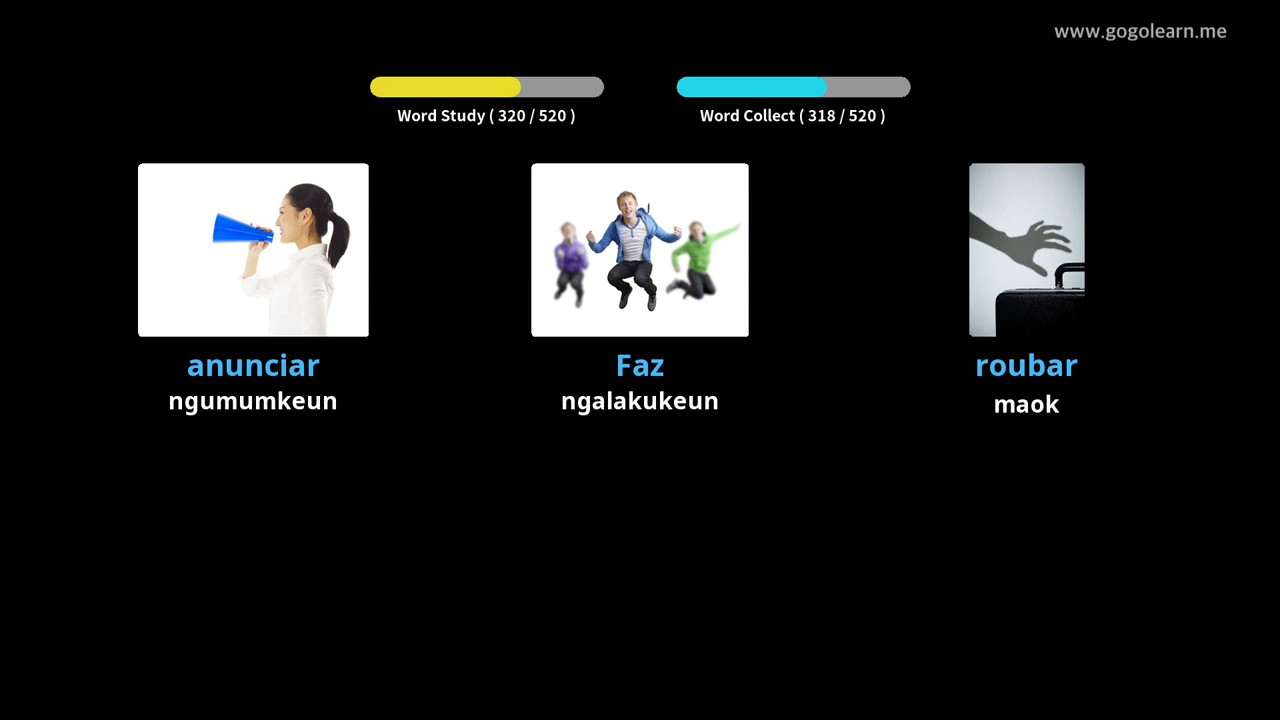 www.gogolearn.me
Word Study ( 320 / 520 )
Word Collect ( 318 / 520 )
anunciar
ngumumkeun
Faz
ngalakukeun
roubar
maok